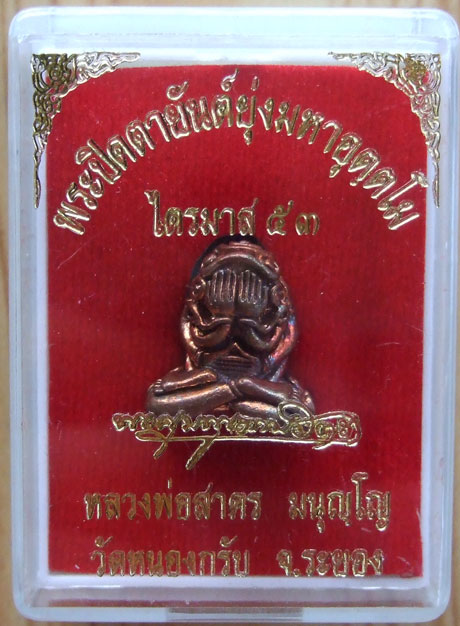 พระปิดตายันต์ยุ่งมหาอุตฺตโม
ไตรมาส ๕๓
หลวงพ่อสาคร มนุญฺโญ
วัดหนองกรับ จ.ระยอง